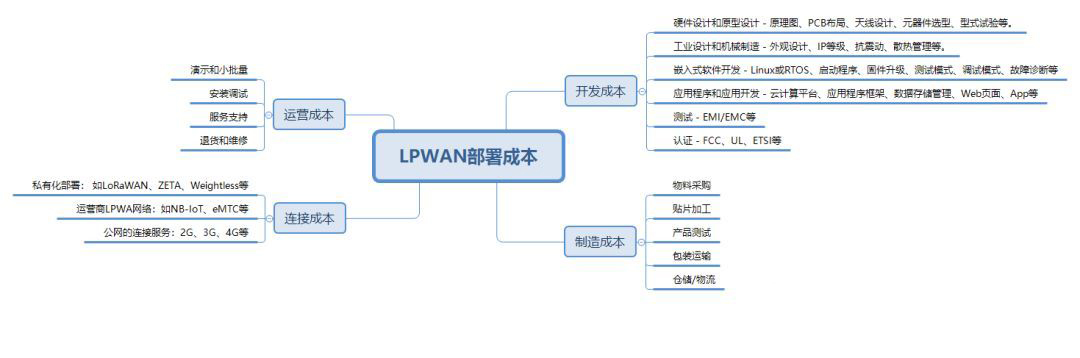 LPWAN部署成本
开发成本
硬件设计和原型设计 - 原理图、PCB布局、天线设计、元器件选型、型式试验等。
工业设计和机械制造 - 外观设计、IP等级、抗震动、散热管理等。
嵌入式软件开发 - Linux或RTOS、启动程序、固件升级、测试模式、调试模式、故障诊断等
应用程序和应用开发 - 云计算平台、应用程序框架、数据存储管理、Web页面、App等
测试 - EMI/EMC等
认证 - FCC、UL、ETSI等
制造成本
物料采购
贴片加工
产品测试
包装运输
仓储/物流
运营成本
演示和小批量
安装调试
服务支持
退货和维修
连接成本
私有化部署： 如LoRaWAN、ZETA、Weightless等
运营商LPWA网络：如NB-IoT、eMTC等
公网的连接服务：2G、3G、4G等